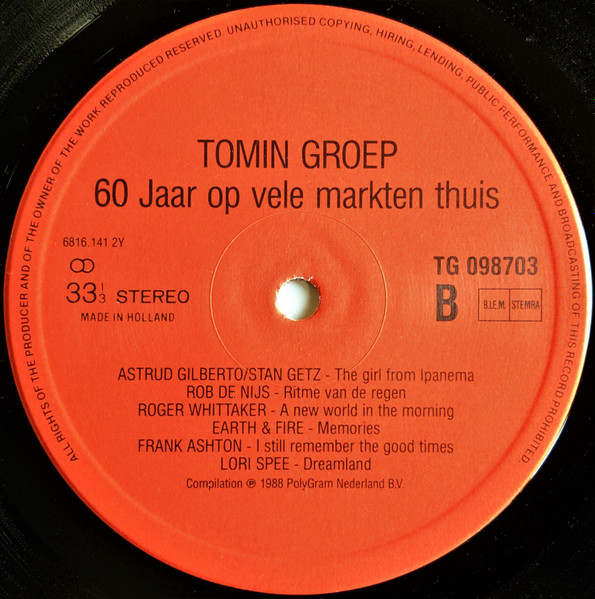 ALL RIGHTS OF THE PRODUCER AND OF THE OWNER OF THE WORK REPRODUCED RESERVED. UNAUTHORISED COPYING, HIRING, LENDING, PUBLIC PERFORMANCE AND BROADCASTING OF THIS RECORD PROHIBITED.
TOMIN GROEP
60 Jaar op vele markten thuis
6816.141 2Y
33 1/3 STEREO
MADE IN HOLLAND
TG 098703
B
B.I.E.M. STEMRA
ASTRUD GILBERTO/STAN GETZ - The girl from Ipanema
ROB DE NIJS - Ritme van de regen
ROGER WHITTAKER - A new world in the morning
EARTH & FIRE - Memories
FRANK ASHTON - I still remember the good times
LORI SPEE - Dreamland
Compilation ℗ 1988 PolyGram Nederland B.V.